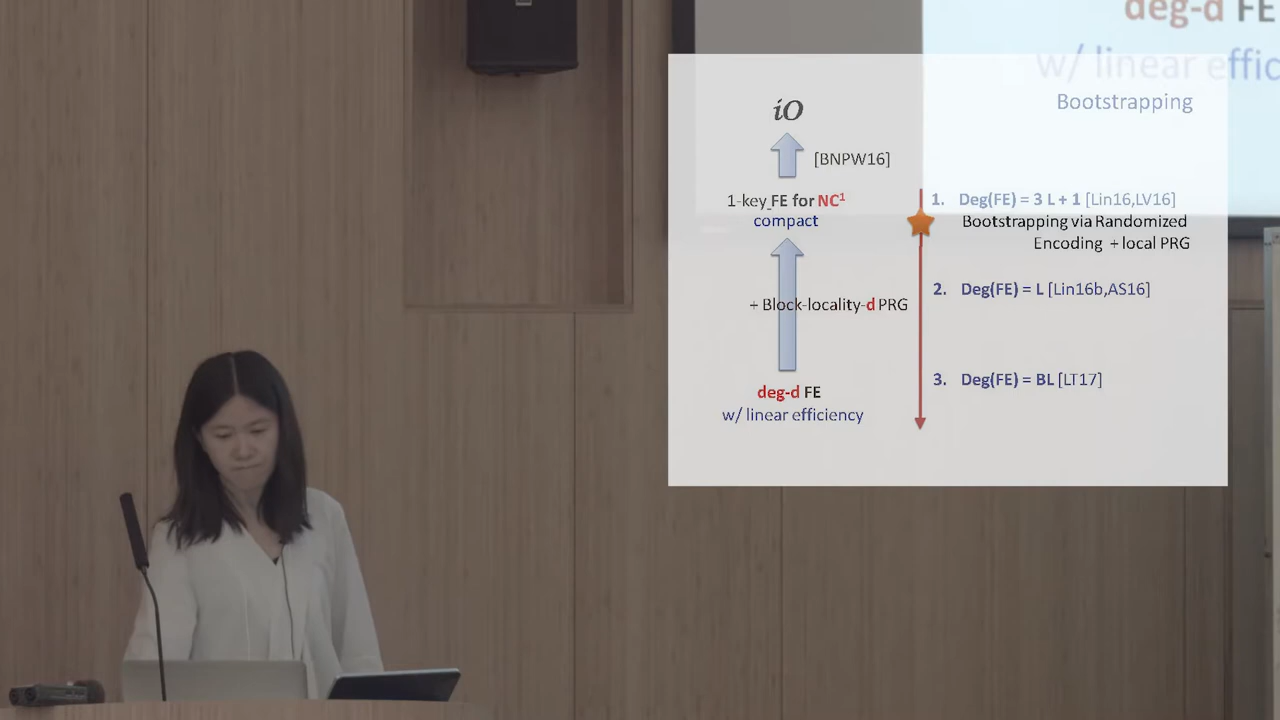 deg-d FE
w/ linear effic
Bootstrapping
iO
[BNPW16]
1-key FE for NC¹
compact
+ Block-locality-d PRG
deg-d FE
w/ linear efficiency
1. Deg(FE) = 3 L + 1 [Lin16,LV16]
Bootstrapping via Randomized
Encoding + local PRG
2. Deg(FE) = L [Lin16b,AS16]
3. Deg(FE) = BL [LT17]